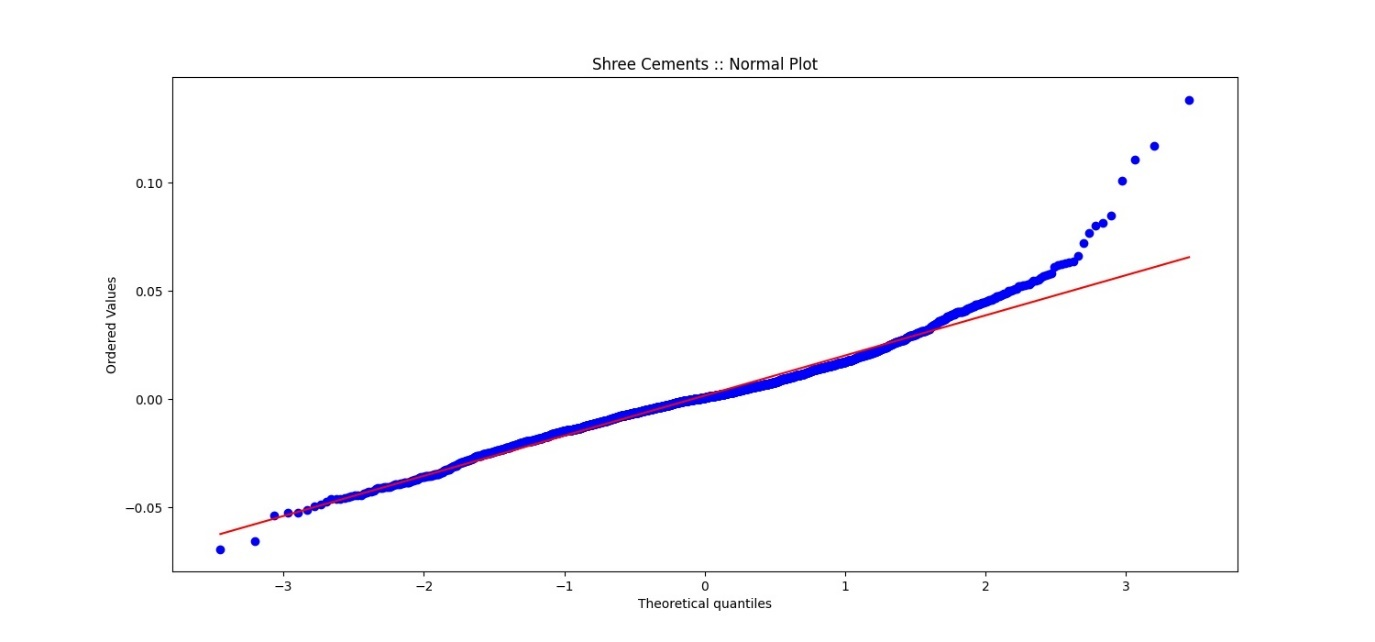 Shree Cements :: Normal Plot
0.10
0.05
0.00
−0.05
Ordered Values
−3 −2 −1 0 1 2 3
Theoretical quantiles